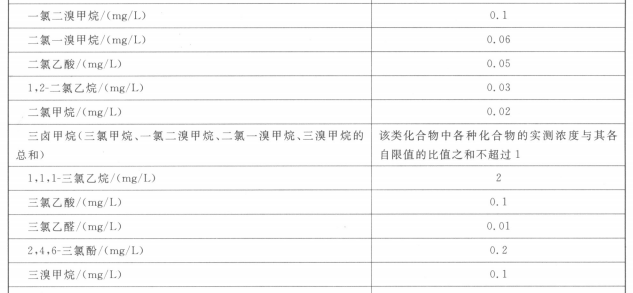 一氯二溴甲烷/(mg/L) 0.1
二氯一溴甲烷/(mg/L) 0.06
二氯乙酸/(mg/L) 0.05
1,2-二氯乙烷/(mg/L) 0.03
二氯甲烷/(mg/L) 0.02
三卤甲烷(三氯甲烷、一氯二溴甲烷、二氯一溴甲烷、三溴甲烷的 该类化合物中各种化合物的实测浓度与其各
总和) 自限值的比值之和不超过1
1,1,1-三氯乙烷/(mg/L) 2
三氯乙酸/(mg/L) 0.1
三氯乙醛/(mg/L) 0.01
2,4,6-三氯酚/(mg/L) 0.2
三溴甲烷/(mg/L) 0.1